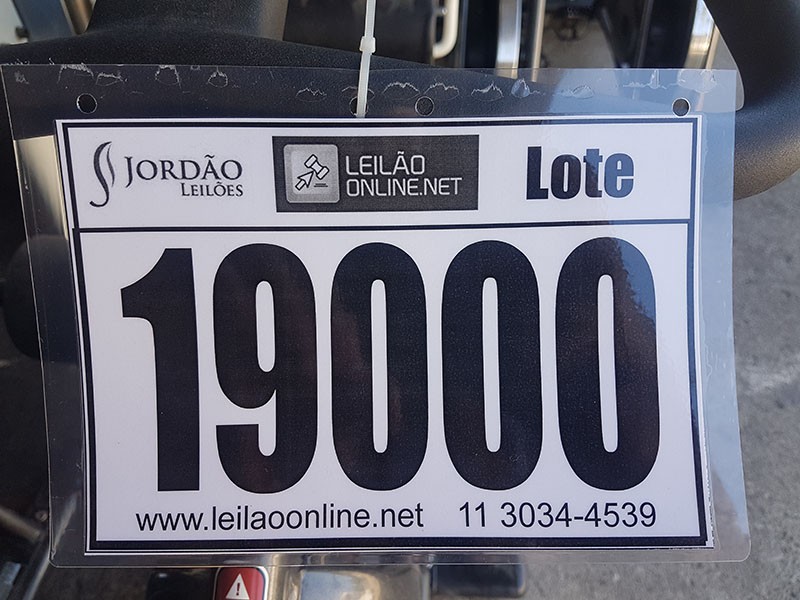 JORDÃO
LEILÕES
LEILÃO
ONLINE.NET
Lote
19000
www.leilaoonline.net 11 3034-4539